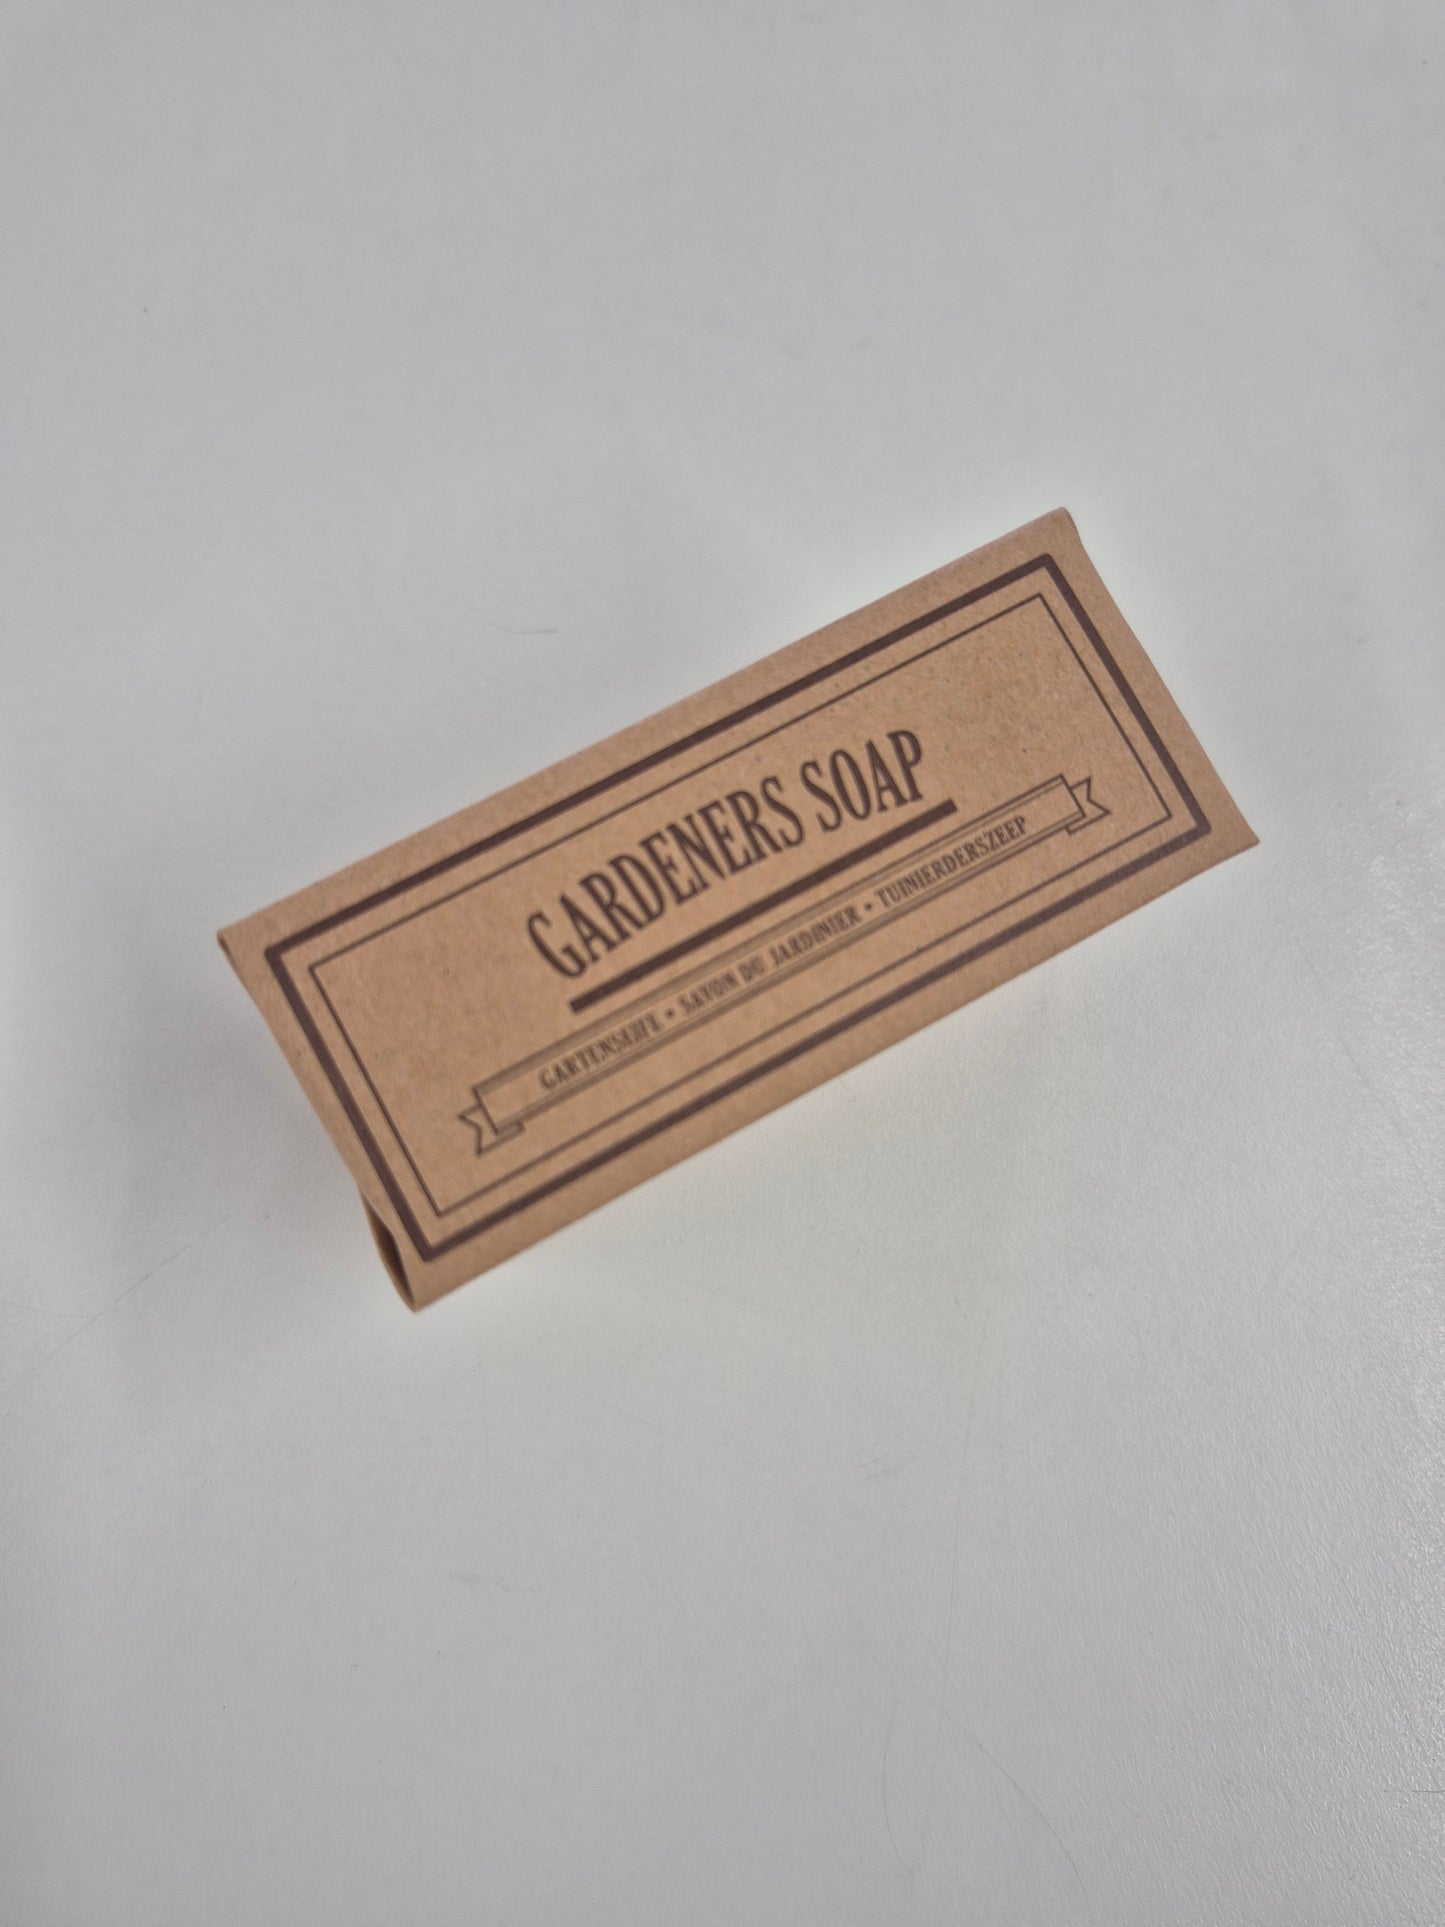 GARDENERS SOAP
GARTENSEIFE • SAVON DU JARDINIER • TUINIERDERSZEEP